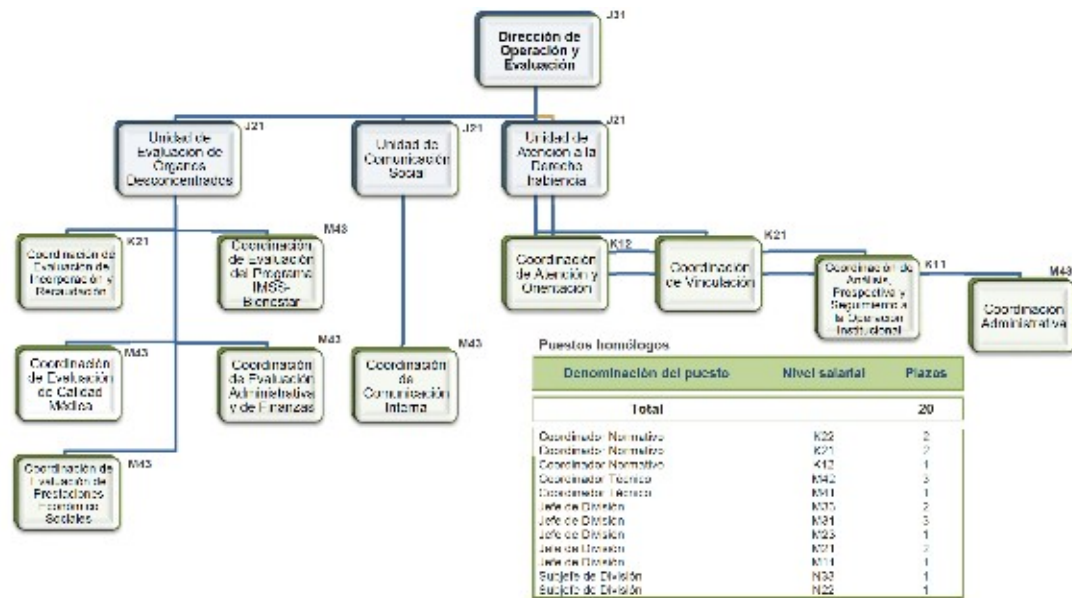 J31
Dirección de
Operación y
Evaluación
J21
Unidad de
Evaluación de
Órganos
Desconcentrados
J21
Unidad de
Comunicación
Social
J21
Unidad de
Atención a la
Derecho
habiencia
K21
Coordinación de
Evaluación de
Incorporación y
Recaudación
M43
Coordinación
de Evaluación
del Programa
IMSS-
Bienestar
K12
Coordinación
de Atención y
Orientación
K21
Coordinación
de Vinculación
K11
Coordinación de
Análisis,
Prospectiva y
Seguimiento a
la Operación
Institucional
M43
Coordinación
Administrativa
M43
Coordinación
de Evaluación
de Calidad
Médica
M43
Coordinación
de Evaluación
Administrativa
y de Finanzas
M43
Coordinación
de
Comunicación
Interna
M43
Coordinación de
Evaluación de
Prestaciones
Económico
Sociales
Puestos homólogos
Denominación del puesto Nivel salarial Plazas
Total 20
Coordinador Normativo K22 2
Coordinador Normativo K21 2
Coordinador Normativo K12 1
Coordinador Técnico M42 3
Coordinador Técnico M41 1
Jefe de División 2
Jefe de División M31 3
Jefe de División M23 1
Jefe de División M21 2
Jefe de División M11 1
Subjefe de División N33 1
Subjefe de División N22 1